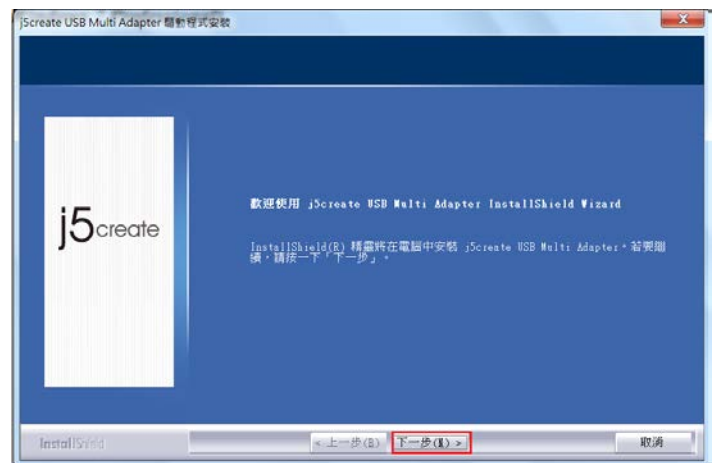 j5create USB Multi Adapter 驅動程式安裝
j5create
歡迎使用 j5create USB Multi Adapter InstallShield Wizard
InstallShield(R) 精靈將在電腦中安裝 j5create USB Multi Adapter。若要繼
續，請按一下「下一步」。
InstallShield
< 上一步(B)
下一步(N) >
取消